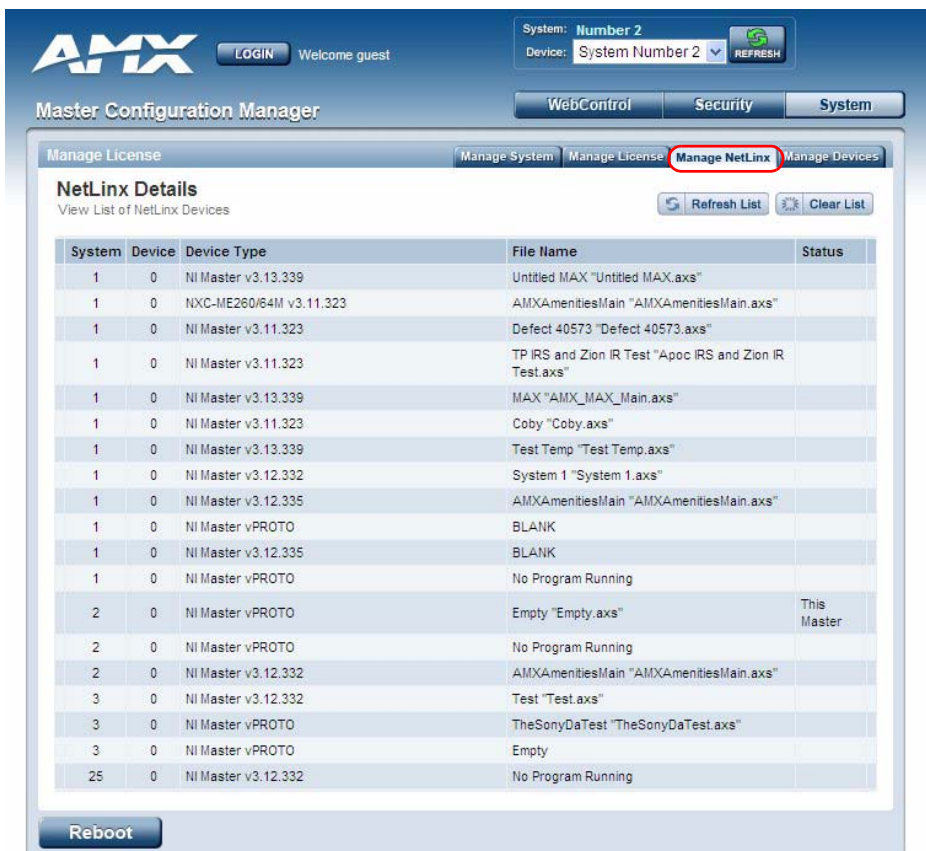 AMX LOGIN Welcome guest
System: Number 2
Device: System Number 2 REFRESH
Master Configuration Manager
WebControl Security System
Manage License
Manage System Manage License Manage NetLinx Manage Devices
NetLinx Details
View List of NetLinx Devices
Refresh List Clear List
System Device Device Type File Name Status
1 0 NI Master v3.13.339 Untitled MAX "Untitled MAX.axs"
1 0 NXC-ME260/64M v3.11.323 AMXAmenitiesMain "AMXAmenitiesMain.axs"
1 0 NI Master v3.11.323 Defect 40573 "Defect 40573.axs"
1 0 NI Master v3.11.323 TP IRS and Zion IR Test "Apoc IRS and Zion IR
Test.axs"
1 0 NI Master v3.13.339 MAX "AMX_MAX_Main.axs"
1 0 NI Master v3.11.323 Coby "Coby.axs"
1 0 NI Master v3.13.339 Test Temp "Test Temp.axs"
1 0 NI Master v3.12.332 System 1 "System 1.axs"
1 0 NI Master v3.12.335 AMXAmenitiesMain "AMXAmenitiesMain.axs"
1 0 NI Master vPROTO BLANK
1 0 NI Master v3.12.335 BLANK
1 0 NI Master vPROTO No Program Running
2 0 NI Master vPROTO Empty "Empty.axs" This
Master
2 0 NI Master vPROTO No Program Running
2 0 NI Master v3.12.332 AMXAmenitiesMain "AMXAmenitiesMain.axs"
3 0 NI Master v3.12.332 Test "Test.axs"
3 0 NI Master vPROTO TheSonyDaTest "TheSonyDaTest.axs"
3 0 NI Master vPROTO Empty
25 0 NI Master v3.12.332 No Program Running
Reboot